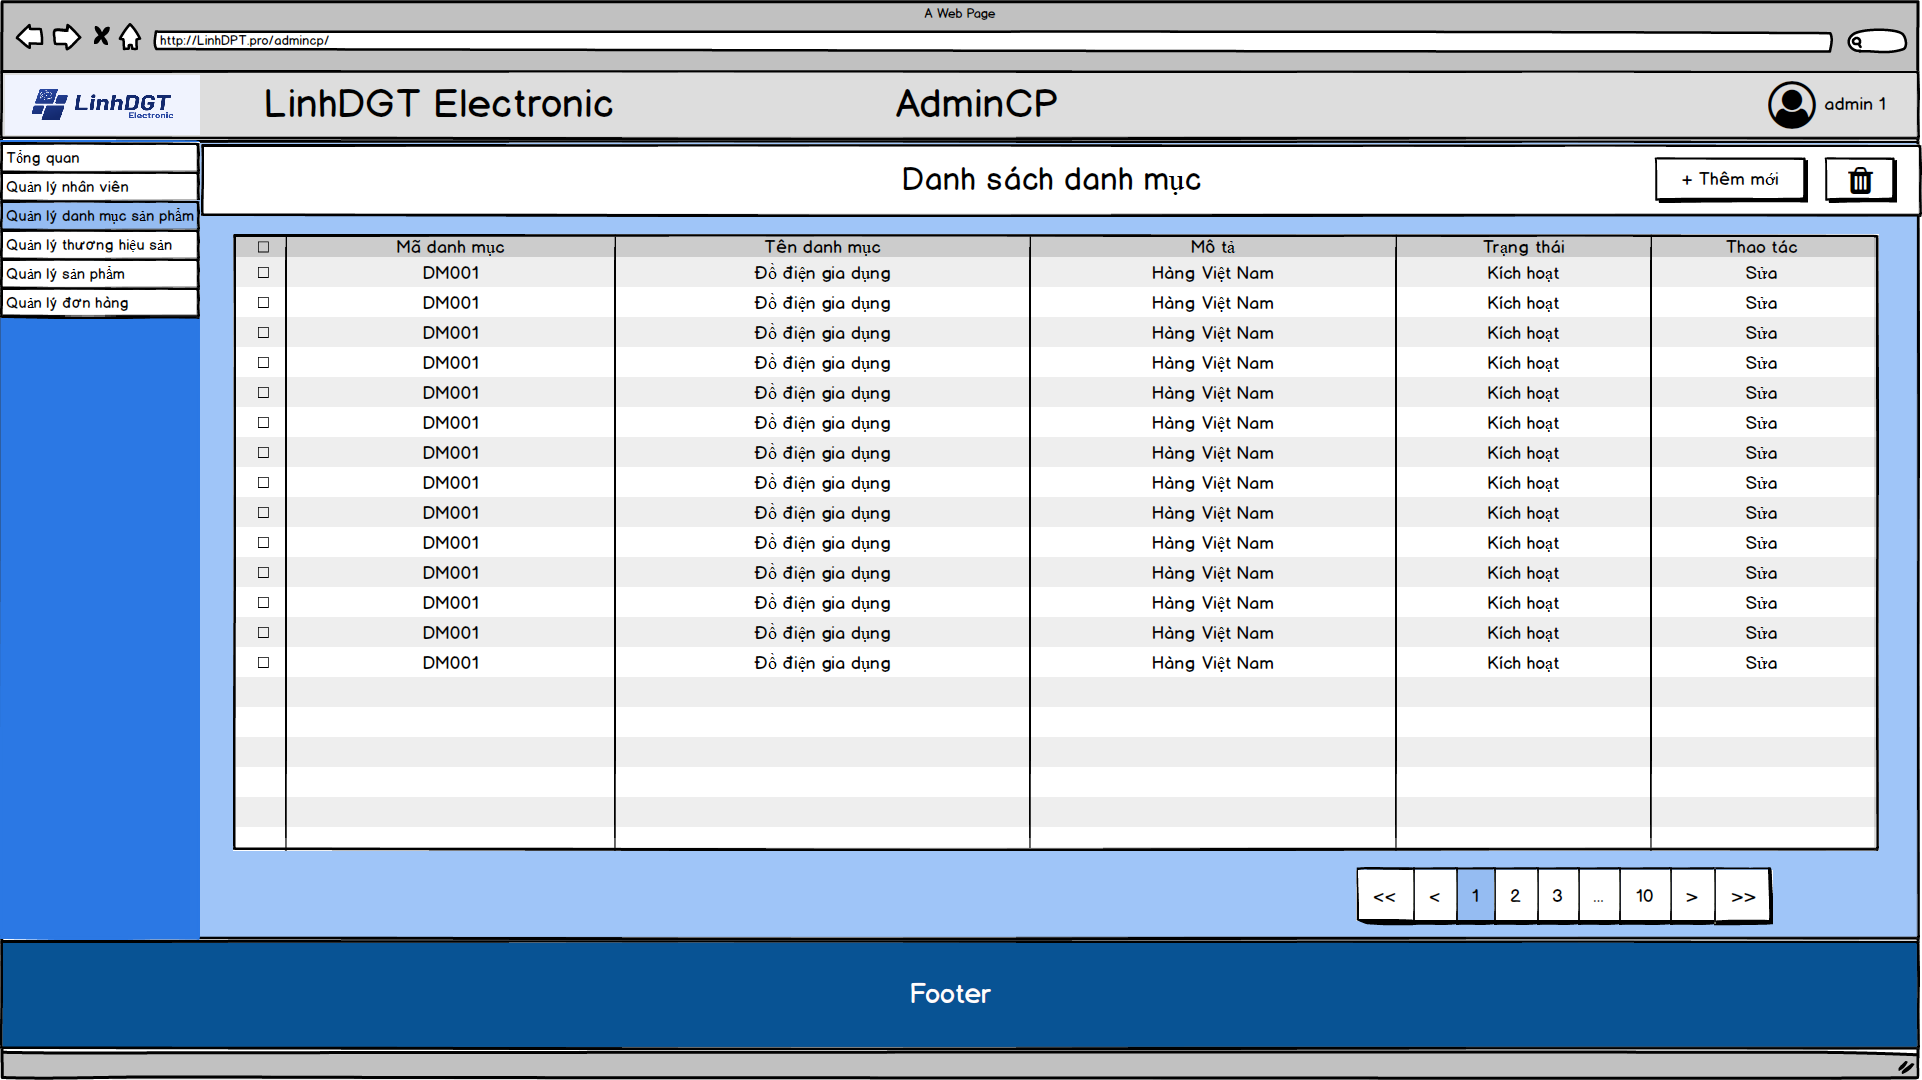 A Web Page
http://LinhDPT.pro/admincp/
LinhDGT
Electronic
LinhDGT Electronic
AdminCP
admin 1
Tổng quan
Quản lý nhân viên
Quản lý danh mục sản phẩm
Quản lý thương hiệu sản
Quản lý sản phẩm
Quản lý đơn hàng
Danh sách danh mục
+ Thêm mới
Mã danh mục Tên danh mục Mô tả Trạng thái Thao tác
DM001 Đồ điện gia dụng Hàng Việt Nam Kích hoạt Sửa
DM001 Đồ điện gia dụng Hàng Việt Nam Kích hoạt Sửa
DM001 Đồ điện gia dụng Hàng Việt Nam Kích hoạt Sửa
DM001 Đồ điện gia dụng Hàng Việt Nam Kích hoạt Sửa
DM001 Đồ điện gia dụng Hàng Việt Nam Kích hoạt Sửa
DM001 Đồ điện gia dụng Hàng Việt Nam Kích hoạt Sửa
DM001 Đồ điện gia dụng Hàng Việt Nam Kích hoạt Sửa
DM001 Đồ điện gia dụng Hàng Việt Nam Kích hoạt Sửa
DM001 Đồ điện gia dụng Hàng Việt Nam Kích hoạt Sửa
DM001 Đồ điện gia dụng Hàng Việt Nam Kích hoạt Sửa
DM001 Đồ điện gia dụng Hàng Việt Nam Kích hoạt Sửa
DM001 Đồ điện gia dụng Hàng Việt Nam Kích hoạt Sửa
DM001 Đồ điện gia dụng Hàng Việt Nam Kích hoạt Sửa
DM001 Đồ điện gia dụng Hàng Việt Nam Kích hoạt Sửa
<< < 1 2 3 ... 10 > >>
Footer